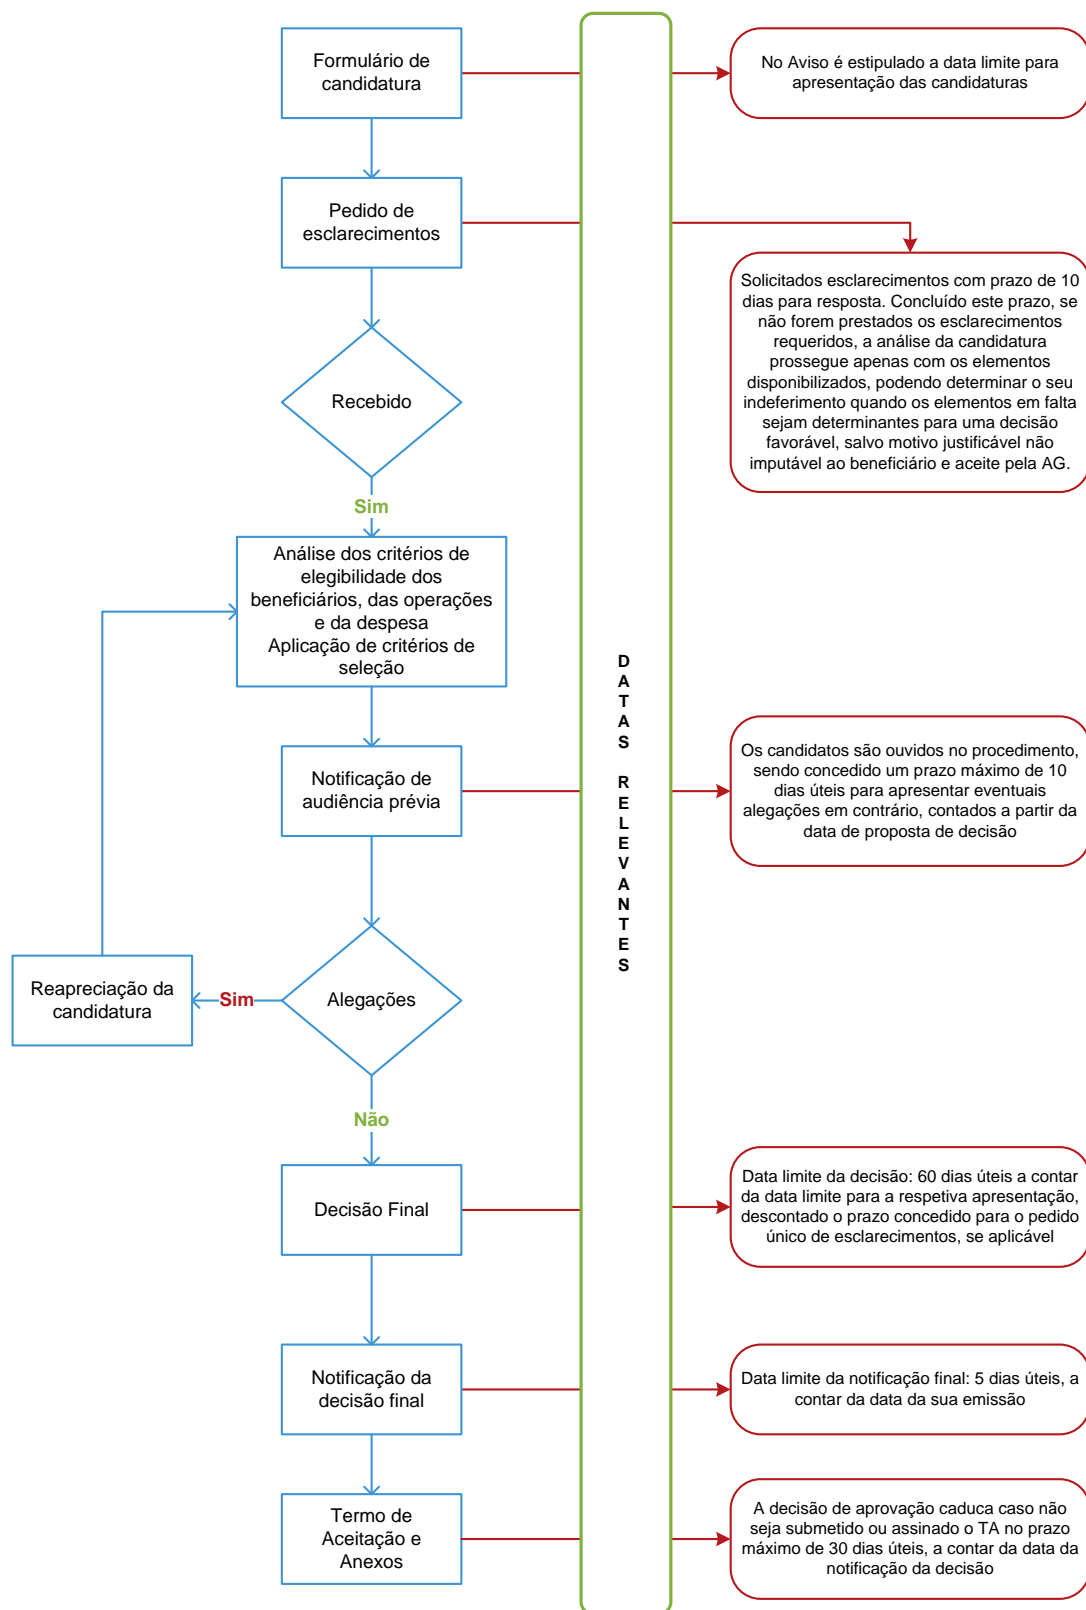 Formulário de
candidatura
No Aviso é estipulado a data limite para
apresentação das candidaturas
Pedido de
esclarecimentos
Solicitados esclarecimentos com prazo de 10
dias para resposta. Concluído este prazo, se
não forem prestados os esclarecimentos
requeridos, a análise da candidatura
prossegue apenas com os elementos
disponibilizados, podendo determinar o seu
indeferimento quando os elementos em falta
sejam determinantes para uma decisão
favorável, salvo motivo justificável não
imputável ao beneficiário e aceite pela AG.
Recebido
Sim
Análise dos critérios de
elegibilidade dos
beneficiários, das operações
e da despesa
Aplicação de critérios de
seleção
DATAS RELEVANTES
Notificação de
audiência prévia
Os candidatos são ouvidos no procedimento,
sendo concedido um prazo máximo de 10
dias úteis para apresentar eventuais
alegações em contrário, contados a partir da
data de proposta de decisão
Reapreciação da
candidatura
Sim
Alegações
Não
Decisão Final
Data limite da decisão: 60 dias úteis a contar
da data limite para a respetiva apresentação,
descontado o prazo concedido para o pedido
único de esclarecimentos, se aplicável
Notificação da
decisão final
Data limite da notificação final: 5 dias úteis, a
contar da data da sua emissão
Termo de
Aceitação e
Anexos
A decisão de aprovação caduca caso não
seja submetido ou assinado o TA no prazo
máximo de 30 dias úteis, a contar da data da
notificação da decisão